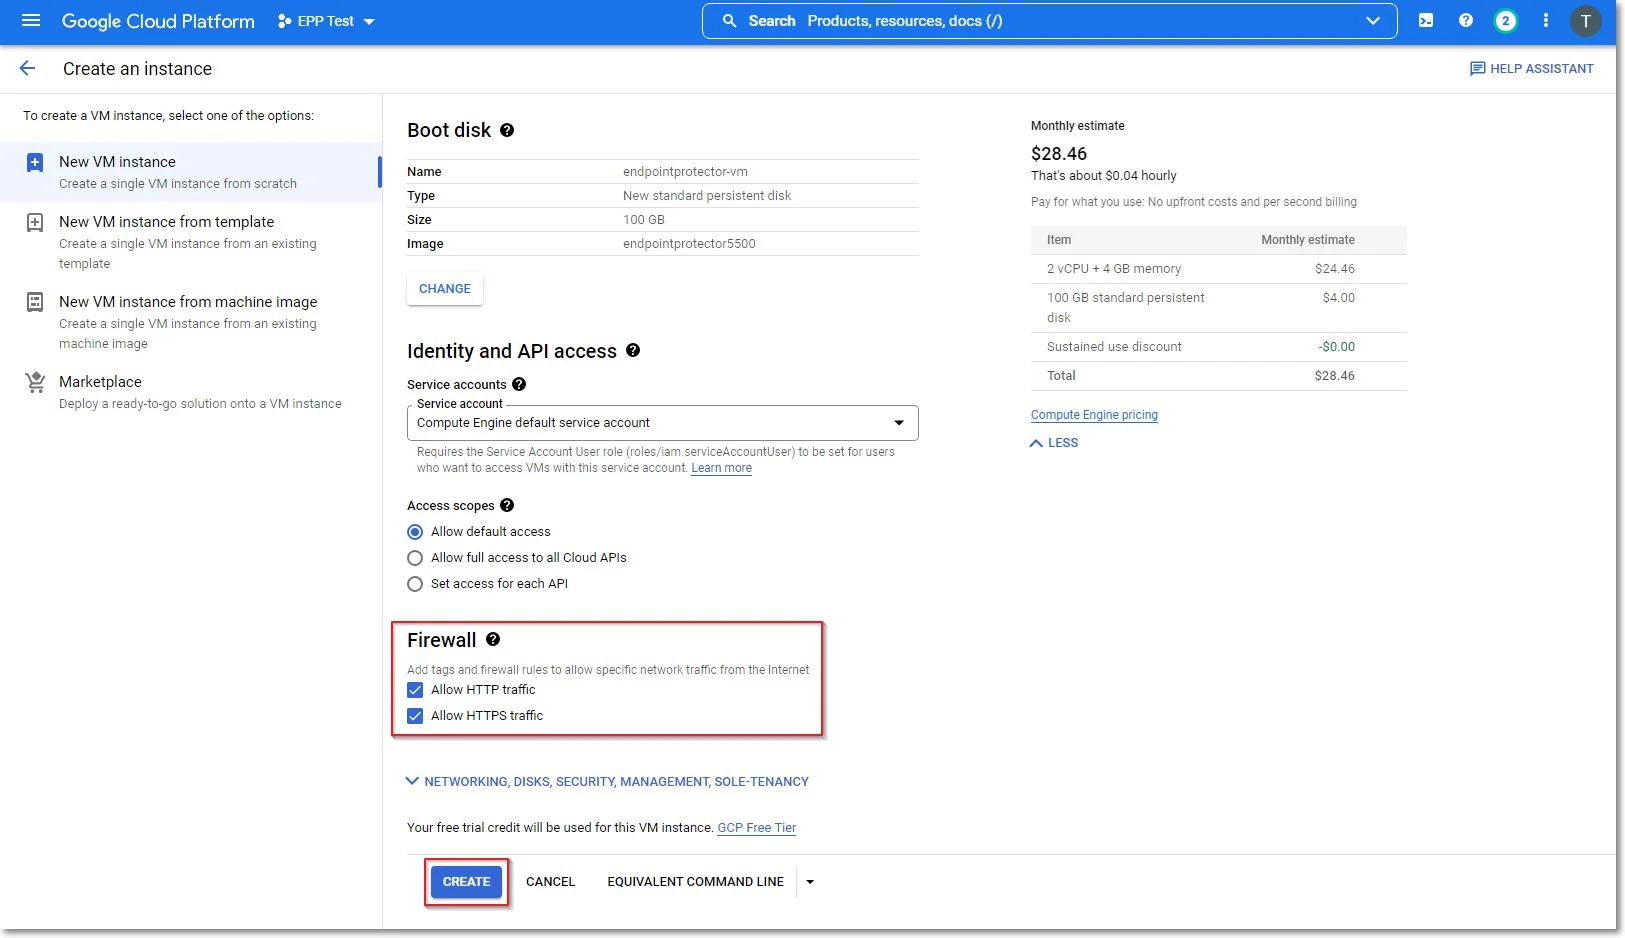 Google Cloud Platform
EPP Test
Search Products, resources, docs (/)
2
T
Create an instance
HELP ASSISTANT
To create a VM instance, select one of the options:
New VM instance
Create a single VM instance from scratch
New VM instance from template
Create a single VM instance from an existing
template
New VM instance from machine image
Create a single VM instance from an existing
machine image
Marketplace
Deploy a ready-to-go solution onto a VM instance
Boot disk
Name endpointprotector-vm
Type New standard persistent disk
Size 100 GB
Image endpointprotector5500
CHANGE
Identity and API access
Service accounts
Service account
Compute Engine default service account
Requires the Service Account User role (roles/iam.serviceAccountUser) to be set for users
who want to access VMs with this service account. Learn more
Access scopes
Allow default access
Allow full access to all Cloud APIs
Set access for each API
Firewall
Add tags and firewall rules to allow specific network traffic from the Internet
Allow HTTP traffic
Allow HTTPS traffic
NETWORKING, DISKS, SECURITY, MANAGEMENT, SOLE-TENANCY
Your free trial credit will be used for this VM instance. GCP Free Tier
CREATE CANCEL EQUIVALENT COMMAND LINE
Monthly estimate
$28.46
That's about $0.04 hourly
Pay for what you use: No upfront costs and per second billing
Item Monthly estimate
2 vCPU + 4 GB memory $24.46
100 GB standard persistent $4.00
disk
Sustained use discount -$0.00
Total $28.46
Compute Engine pricing
LESS